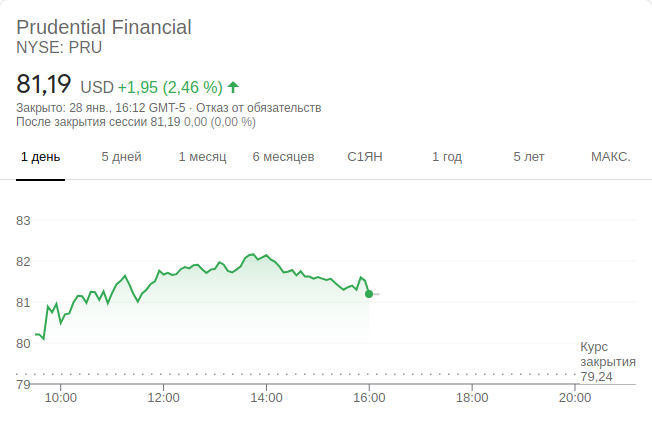 Prudential Financial
NYSE: PRU
81,19 USD +1,95 (2,46 %)
Закрыто: 28 янв., 16:12 GMT-5 · Отказ от обязательств
После закрытия сессии 81,19 0,00 (0,00 %)
1 день 5 дней 1 месяц 6 месяцев С1ЯН 1 год 5 лет МАКС.
83
82
81
80
Курс
закрытия
79,24
79
10:00 12:00 14:00 16:00 18:00 20:00